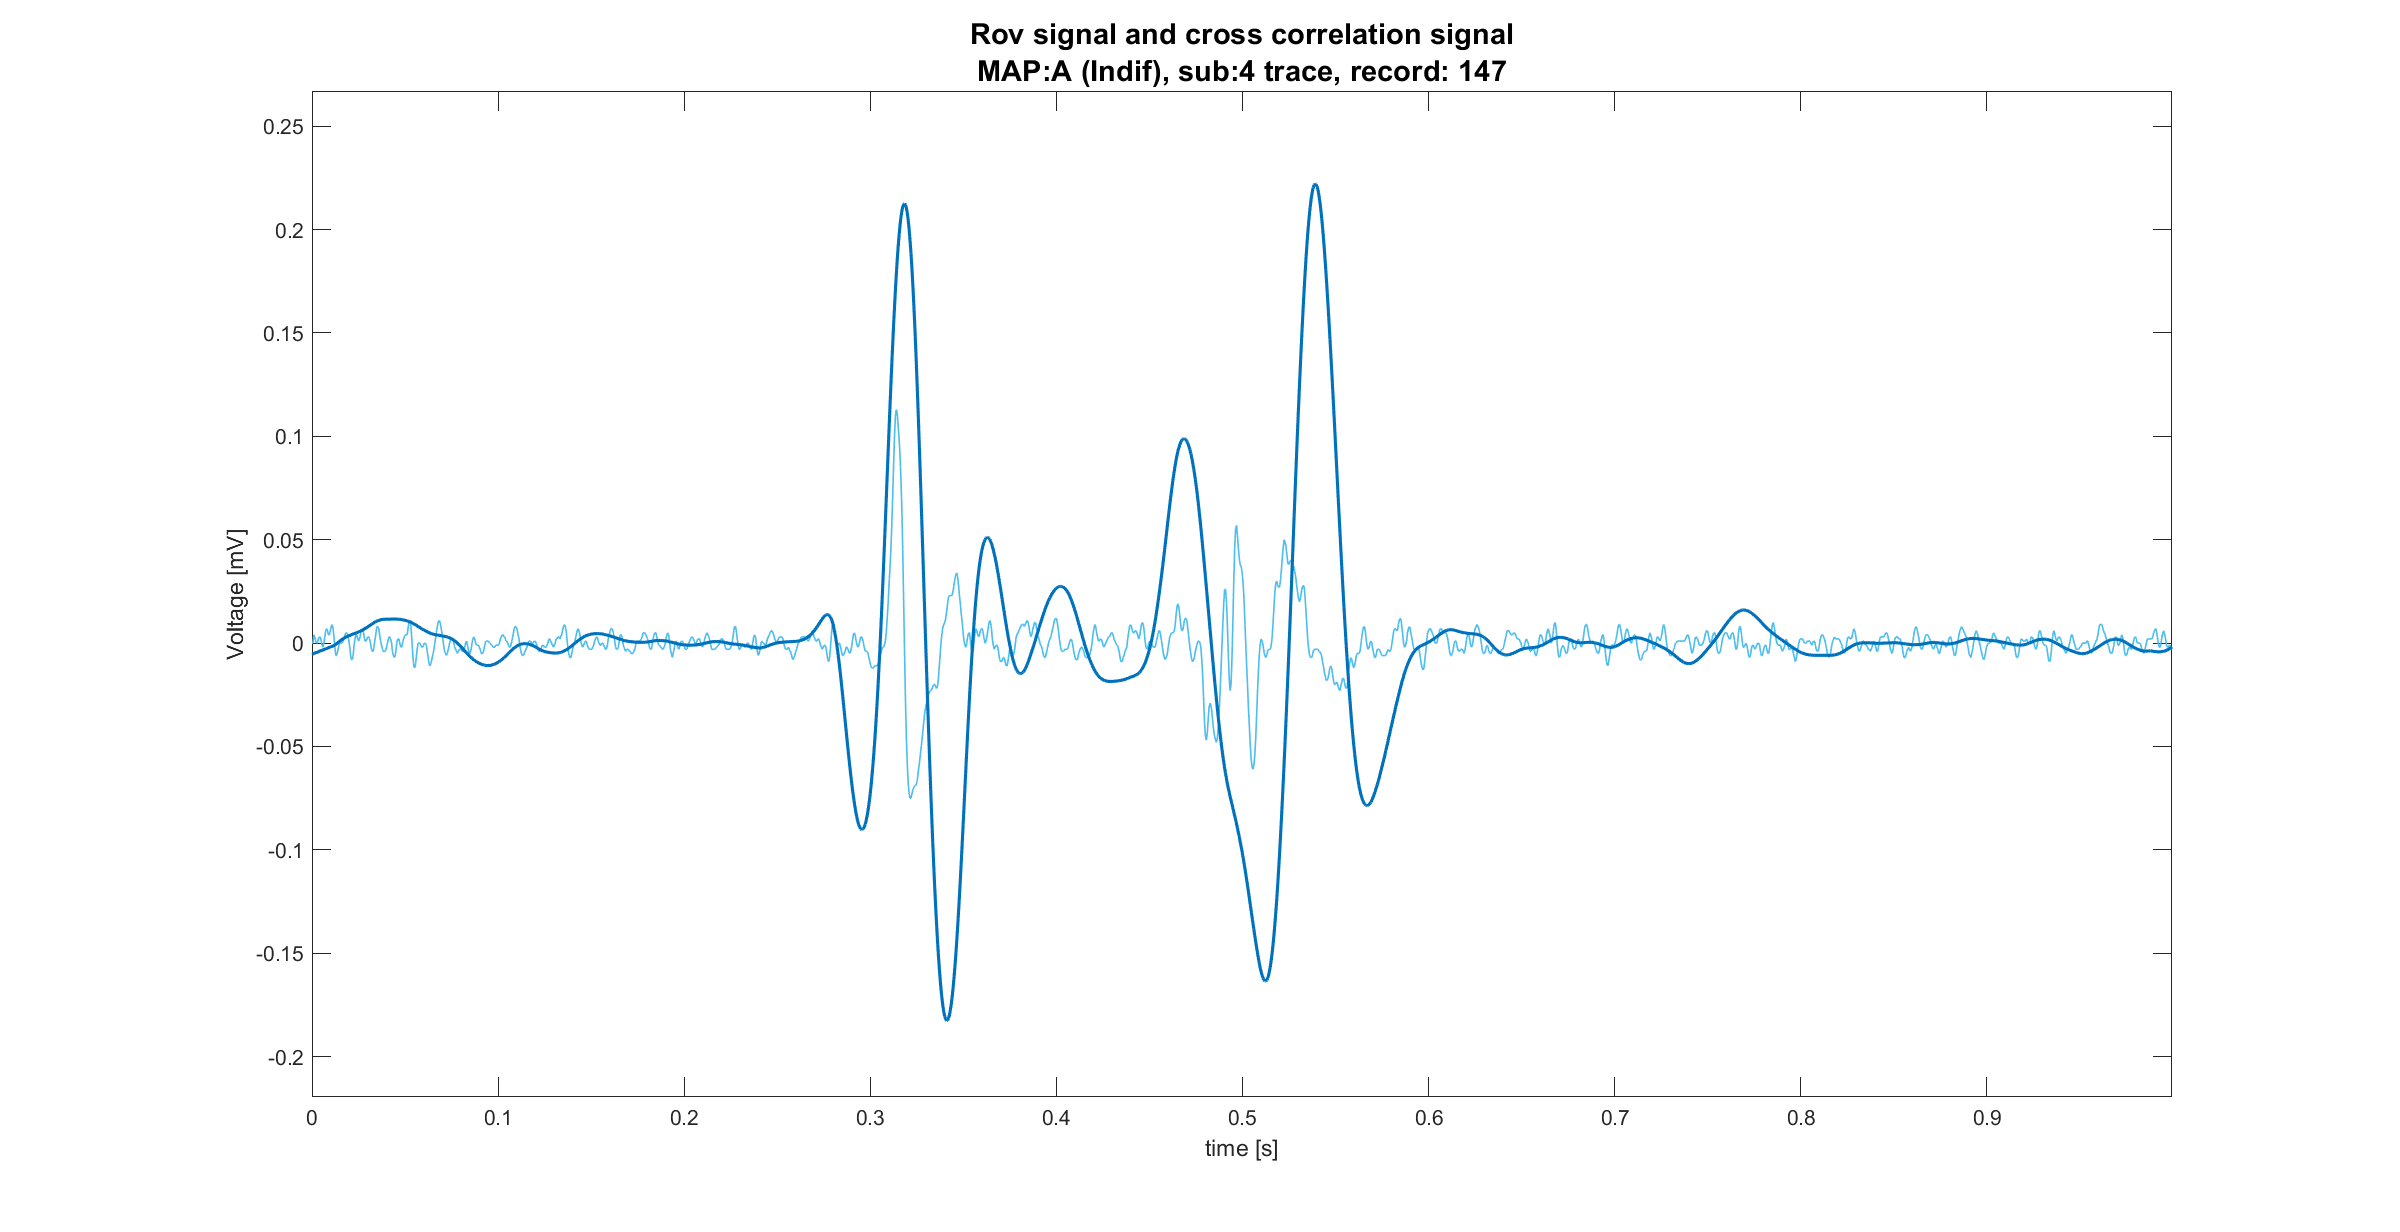 Rov signal and cross correlation signal
MAP:A (Indif), sub:4 trace, record: 147
0.25
0.2
0.15
0.1
0.05
0
-0.05
-0.1
-0.15
-0.2
Voltage [mV]
0 0.1 0.2 0.3 0.4 0.5 0.6 0.7 0.8 0.9
time [s]